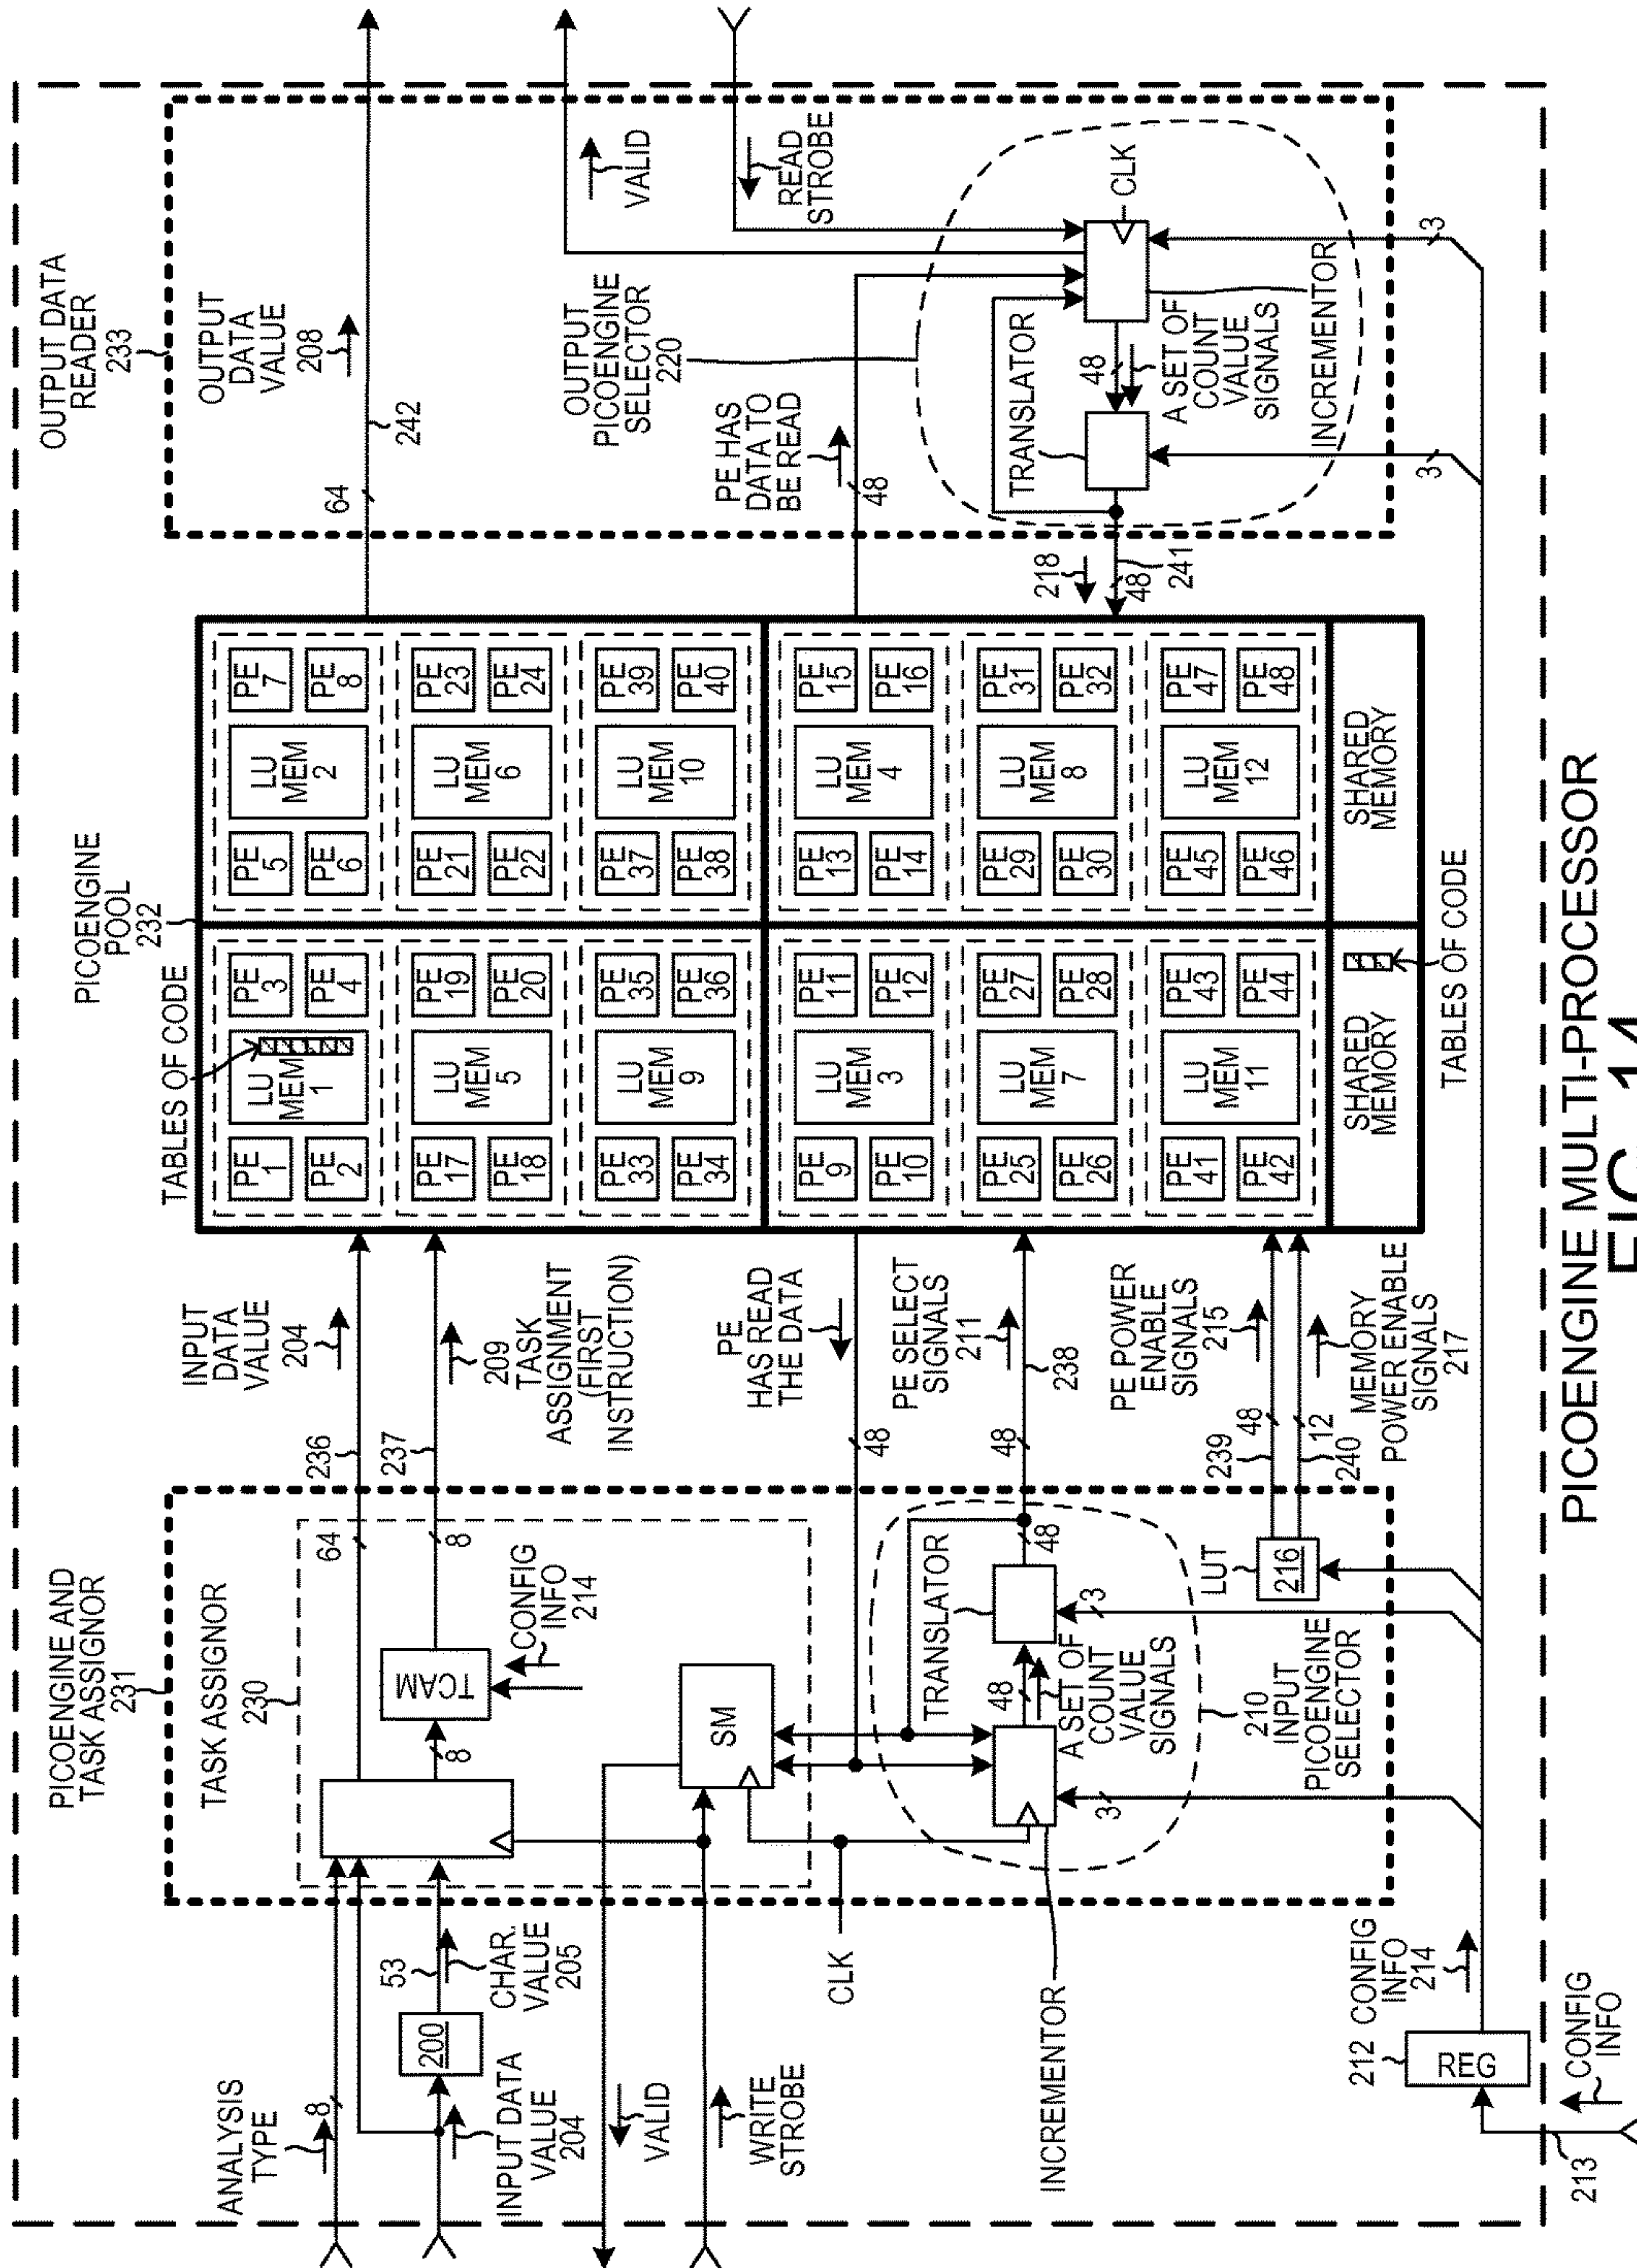 PICOENGINE AND
TASK ASSIGNOR
231
TASK ASSIGNOR
230
ANALYSIS
TYPE
8
INPUT DATA
VALUE
204
200
53
CHAR.
VALUE
205
VALID
WRITE
STROBE
64
8
8
TCAM
CONFIG
INFO
214
SM
CLK
INCREMENTOR
TRANSLATOR
48
48
A SET OF
COUNT
VALUE
SIGNALS
210
INPUT
PICOENGINE
SELECTOR
3
3
LUT
216
212
CONFIG
INFO
214
REG
CONFIG
INFO
213
INPUT
DATA
VALUE
204
236
237
209
TASK
ASSIGNMENT
(FIRST
INSTRUCTION)
PE
HAS READ
THE DATA
48
PE SELECT
SIGNALS
211
48
238
PE POWER
ENABLE
SIGNALS
215
48
239
12
240
MEMORY
POWER ENABLE
SIGNALS
217
PICOENGINE
POOL
232
TABLES OF CODE
PE
1
PE
2
LU
MEM
1
PE
3
PE
4
PE
5
PE
6
LU
MEM
2
PE
7
PE
8
PE
17
PE
18
LU
MEM
5
PE
19
PE
20
PE
21
PE
22
LU
MEM
6
PE
23
PE
24
PE
33
PE
34
LU
MEM
9
PE
35
PE
36
PE
37
PE
38
LU
MEM
10
PE
39
PE
40
PE
9
PE
10
LU
MEM
3
PE
11
PE
12
PE
13
PE
14
LU
MEM
4
PE
15
PE
16
PE
25
PE
26
LU
MEM
7
PE
27
PE
28
PE
29
PE
30
LU
MEM
8
PE
31
PE
32
PE
41
PE
42
LU
MEM
11
PE
43
PE
44
PE
45
PE
46
LU
MEM
12
PE
47
PE
48
SHARED
MEMORY
SHARED
MEMORY
TABLES OF CODE
OUTPUT DATA
READER
233
OUTPUT
DATA
VALUE
208
64
242
VALID
READ
STROBE
OUTPUT
PICOENGINE
SELECTOR
220
PE HAS
DATA TO
BE READ
48
TRANSLATOR
48
A SET OF
COUNT
VALUE
SIGNALS
CLK
INCREMENTOR
218
48
241
3
3
PICOENGINE MULTI-PROCESSOR
FIG. 14